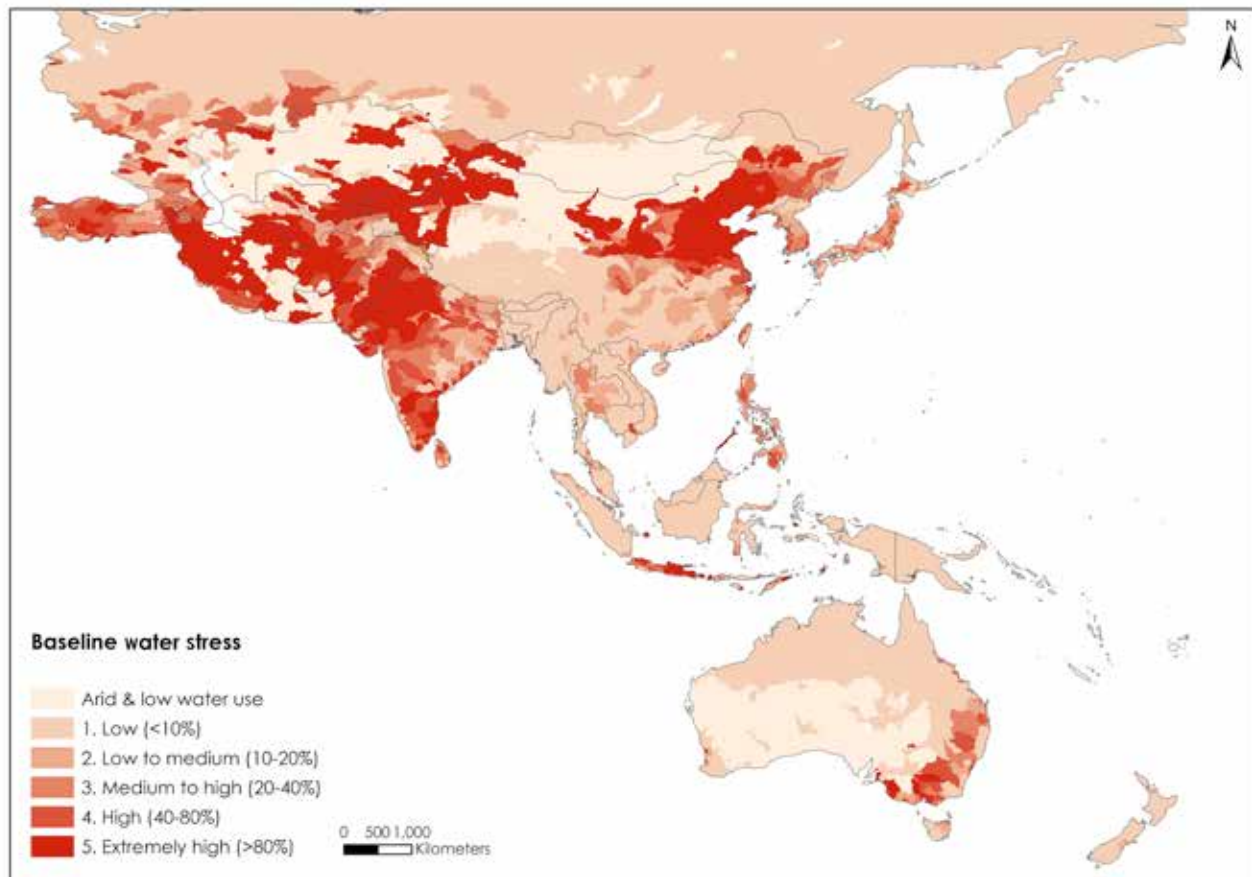 N
Baseline water stress
Arid & low water use
1. Low (<10%)
2. Low to medium (10-20%)
3. Medium to high (20-40%)
4. High (40-80%)
5. Extremely high (>80%)
0 500 1,000
Kilometers